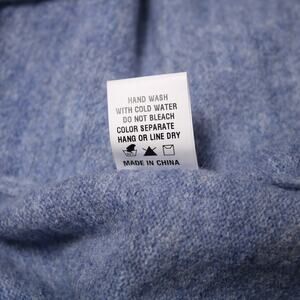 HAND WASH
WITH COLD WATER
DO NOT BLEACH
COLOR SEPARATE
HANG OR LINE DRY
MADE IN CHINA